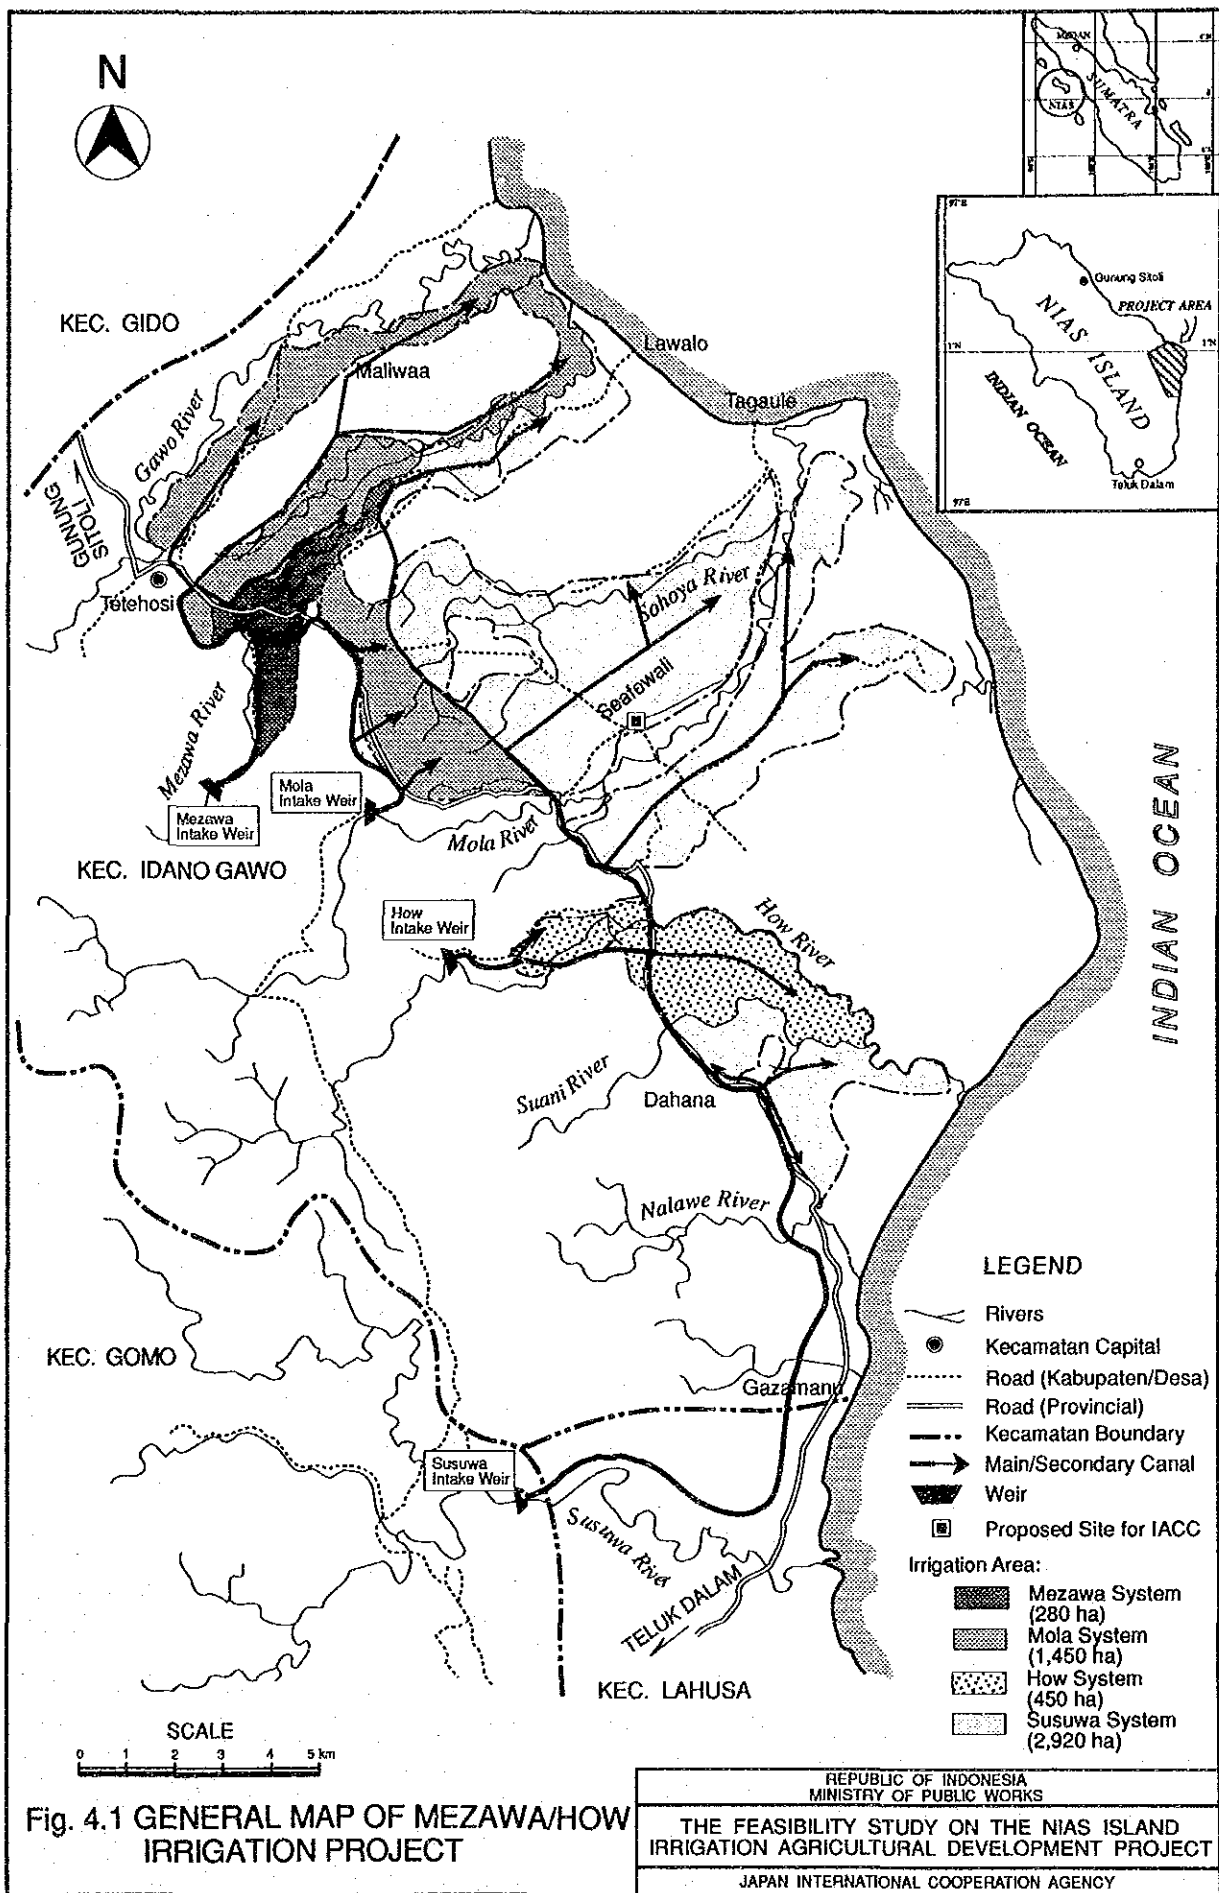 N
MEDAN
NIAS
SUMATRA
97°E
Gunung Sitoli
PROJECT AREA
1°N
1°N
NIAS ISLAND
INDIAN OCEAN
Teluk Dalam
97°E
KEC. GIDO
Gawo River
Maliwaa
Lawalo
Tagaule
GUNUNG
SITOLI
Tetehosi
Sohoya River
Seafowali
Mezawa River
Mezawa
Intake Weir
Mola
Intake Weir
Mola River
KEC. IDANO GAWO
How
Intake Weir
How River
INDIAN OCEAN
Suani River
Dahana
Nalawe River
KEC. GOMO
Gazamanu
Susuwa
Intake Weir
Susuwa River
TELUK DALAM
KEC. LAHUSA
LEGEND
Rivers
Kecamatan Capital
Road (Kabupaten/Desa)
Road (Provincial)
Kecamatan Boundary
Main/Secondary Canal
Weir
Proposed Site for IACC
Irrigation Area:
Mezawa System
(280 ha)
Mola System
(1,450 ha)
How System
(450 ha)
Susuwa System
(2,920 ha)
SCALE
0 1 2 3 4 5 km
Fig. 4.1 GENERAL MAP OF MEZAWA/HOW
IRRIGATION PROJECT
REPUBLIC OF INDONESIA
MINISTRY OF PUBLIC WORKS
THE FEASIBILITY STUDY ON THE NIAS ISLAND
IRRIGATION AGRICULTURAL DEVELOPMENT PROJECT
JAPAN INTERNATIONAL COOPERATION AGENCY